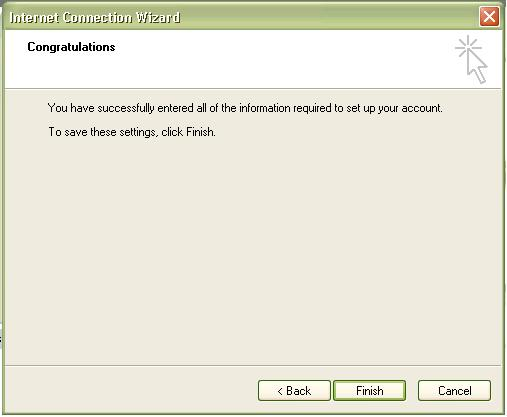 Internet Connection Wizard
Congratulations
You have successfully entered all of the information required to set up your account.
To save these settings, click Finish.
< Back
Finish
Cancel